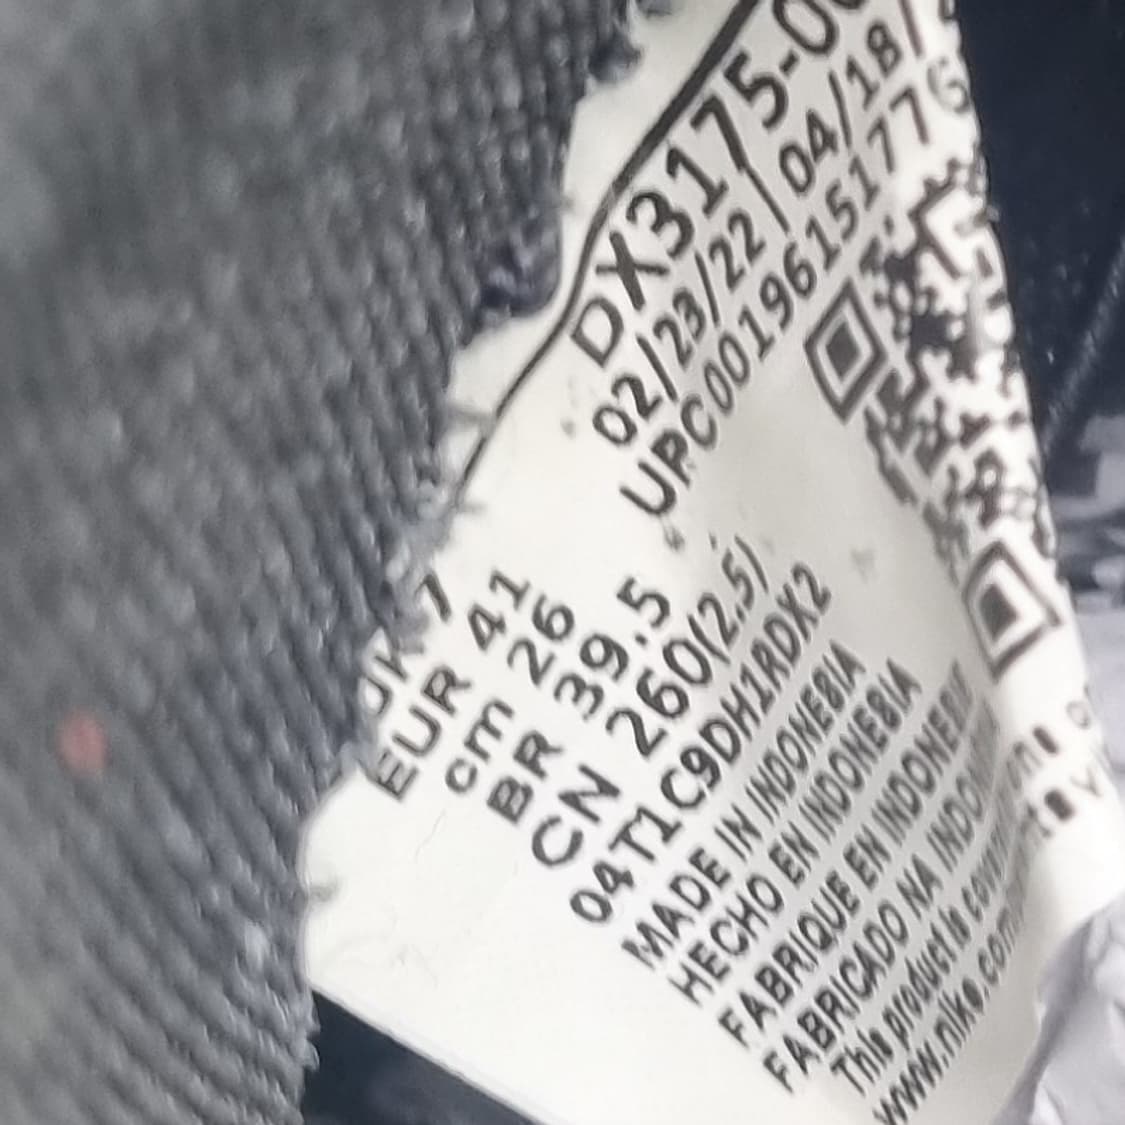 DX3175-0
02/23/22 | 04/18/
UPC00196151776
UK 7
EUR 41
cm 26
BR 39.5
CN 260(2.5)
04T1C9DH1RDX2
MADE IN INDONESIA
HECHO EN INDONESIA
FABRIQUE EN INDONESI
FABRICADO NA INDO
This product is
www.nike.com/